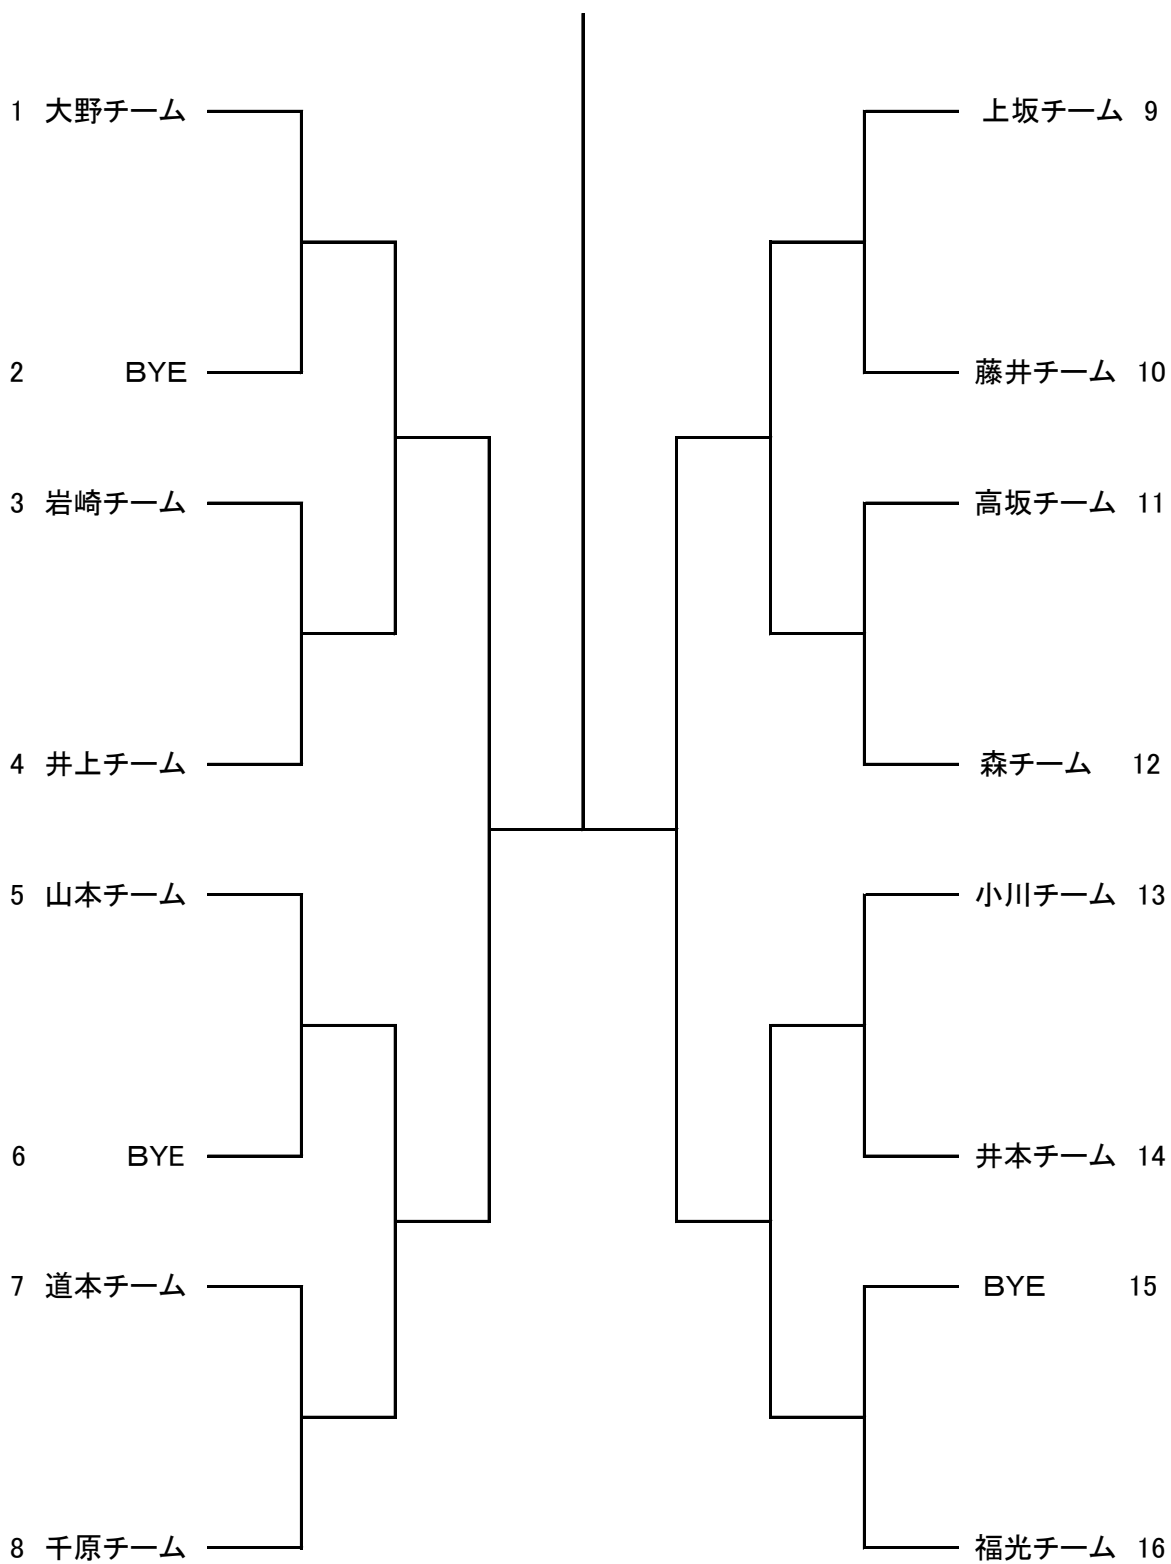 1 大野チーム
2 BYE
3 岩崎チーム
4 井上チーム
5 山本チーム
6 BYE
7 道本チーム
8 千原チーム
上坂チーム 9
藤井チーム 10
高坂チーム 11
森チーム 12
小川チーム 13
井本チーム 14
BYE 15
福光チーム 16